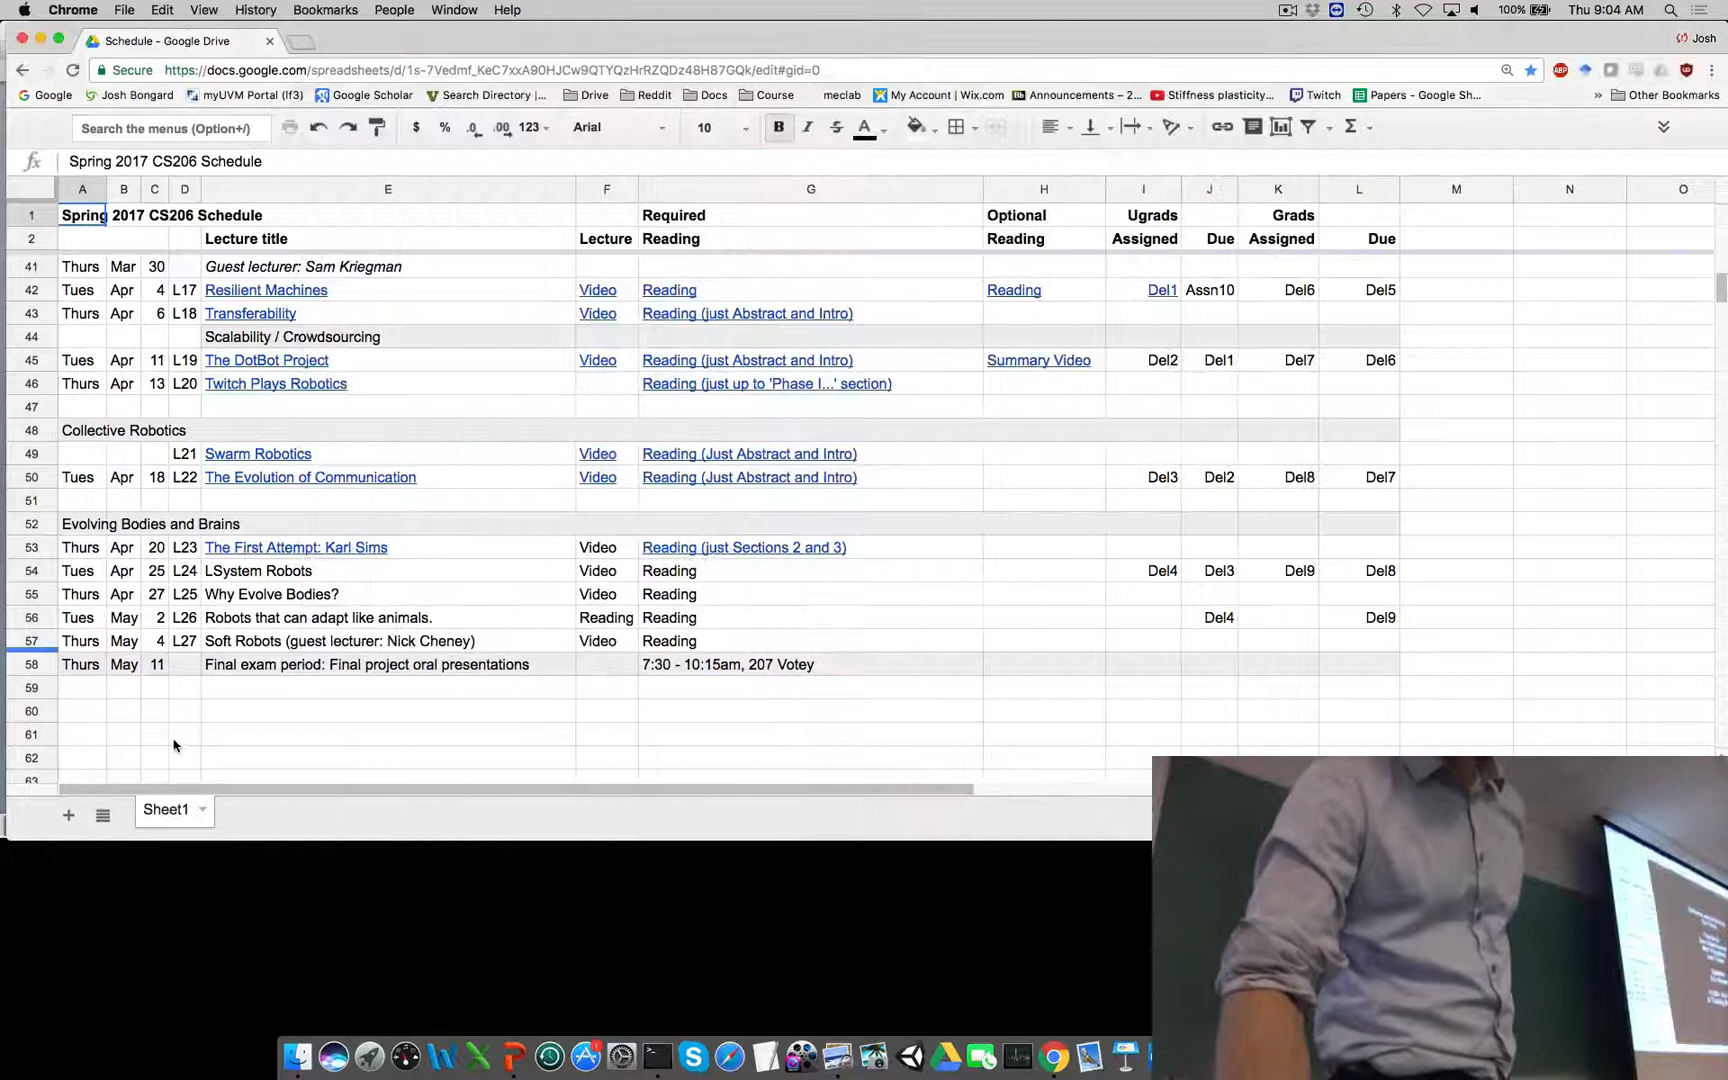 Chrome File Edit View History Bookmarks People Window Help 100% Thu 9:04 AM
Schedule - Google Drive Josh
Secure https://docs.google.com/spreadsheets/d/1s-7Vedmf_KeC7xxA90HJCw9QTYQzHrRZQDz48H87GQk/edit#gid=0
Google Josh Bongard myUVM Portal (lf3) Google Scholar Search Directory |... Drive Reddit Docs Course meclab My Account | Wix.com Announcements – 2... Stiffness plasticity... Twitch Papers - Google Sh... » Other Bookmarks
Search the menus (Option+/) $ % .0 .00 123 Arial 10 B I S A
fx Spring 2017 CS206 Schedule
A B C D E F G H I J K L M N O
1 Spring 2017 CS206 Schedule Required Optional Ugrads Grads
2 Lecture title Lecture Reading Reading Assigned Due Assigned Due
41 Thurs Mar 30 Guest lecturer: Sam Kriegman
42 Tues Apr 4 L17 Resilient Machines Video Reading Reading Del1 Assn10 Del6 Del5
43 Thurs Apr 6 L18 Transferability Video Reading (just Abstract and Intro)
44 Scalability / Crowdsourcing
45 Tues Apr 11 L19 The DotBot Project Video Reading (just Abstract and Intro) Summary Video Del2 Del1 Del7 Del6
46 Thurs Apr 13 L20 Twitch Plays Robotics Reading (just up to 'Phase I...' section)
47
48 Collective Robotics
49 L21 Swarm Robotics Video Reading (Just Abstract and Intro)
50 Tues Apr 18 L22 The Evolution of Communication Video Reading (Just Abstract and Intro) Del3 Del2 Del8 Del7
51
52 Evolving Bodies and Brains
53 Thurs Apr 20 L23 The First Attempt: Karl Sims Video Reading (just Sections 2 and 3)
54 Tues Apr 25 L24 LSystem Robots Video Reading Del4 Del3 Del9 Del8
55 Thurs Apr 27 L25 Why Evolve Bodies? Video Reading
56 Tues May 2 L26 Robots that can adapt like animals. Reading Reading Del4 Del9
57 Thurs May 4 L27 Soft Robots (guest lecturer: Nick Cheney) Video Reading
58 Thurs May 11 Final exam period: Final project oral presentations 7:30 - 10:15am, 207 Votey
59
60
61
62
63
Sheet1